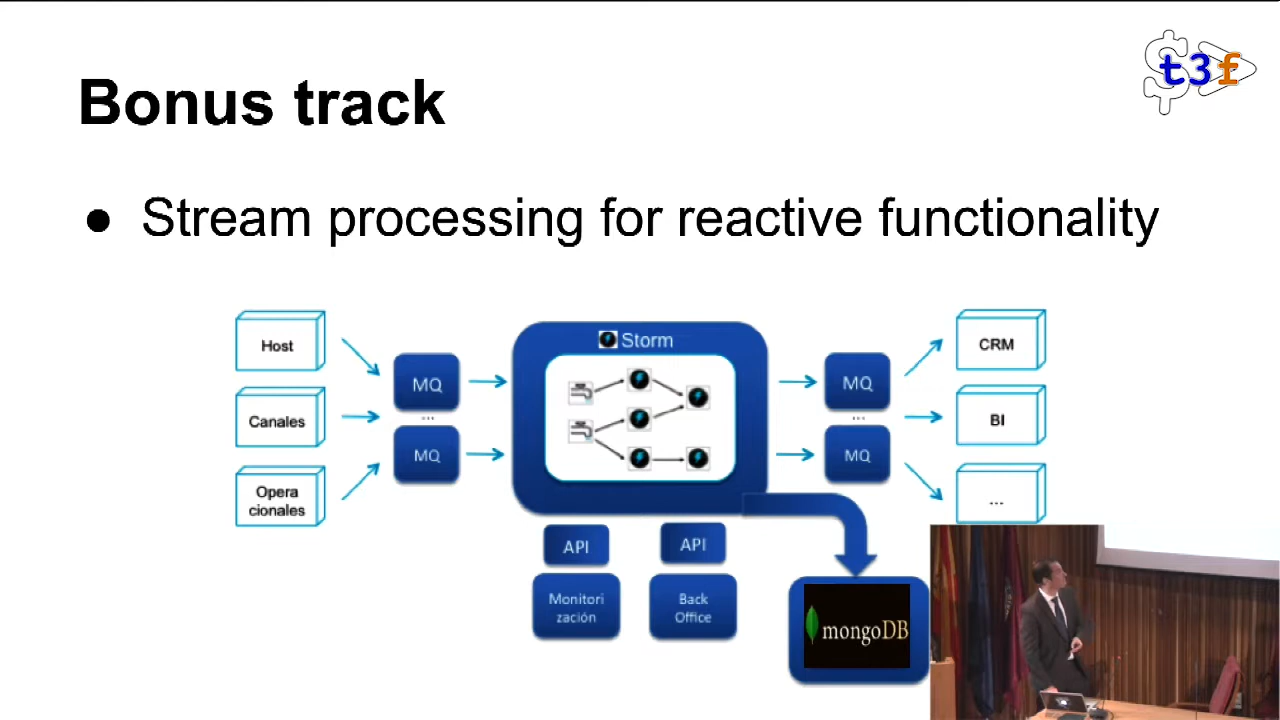 t3f
Bonus track
● Stream processing for reactive functionality
Host
Canales
Opera
cionales
MQ
...
MQ
Storm
MQ
...
MQ
CRM
BI
...
API
API
Monitori
zación
Back
Office
mongoDB